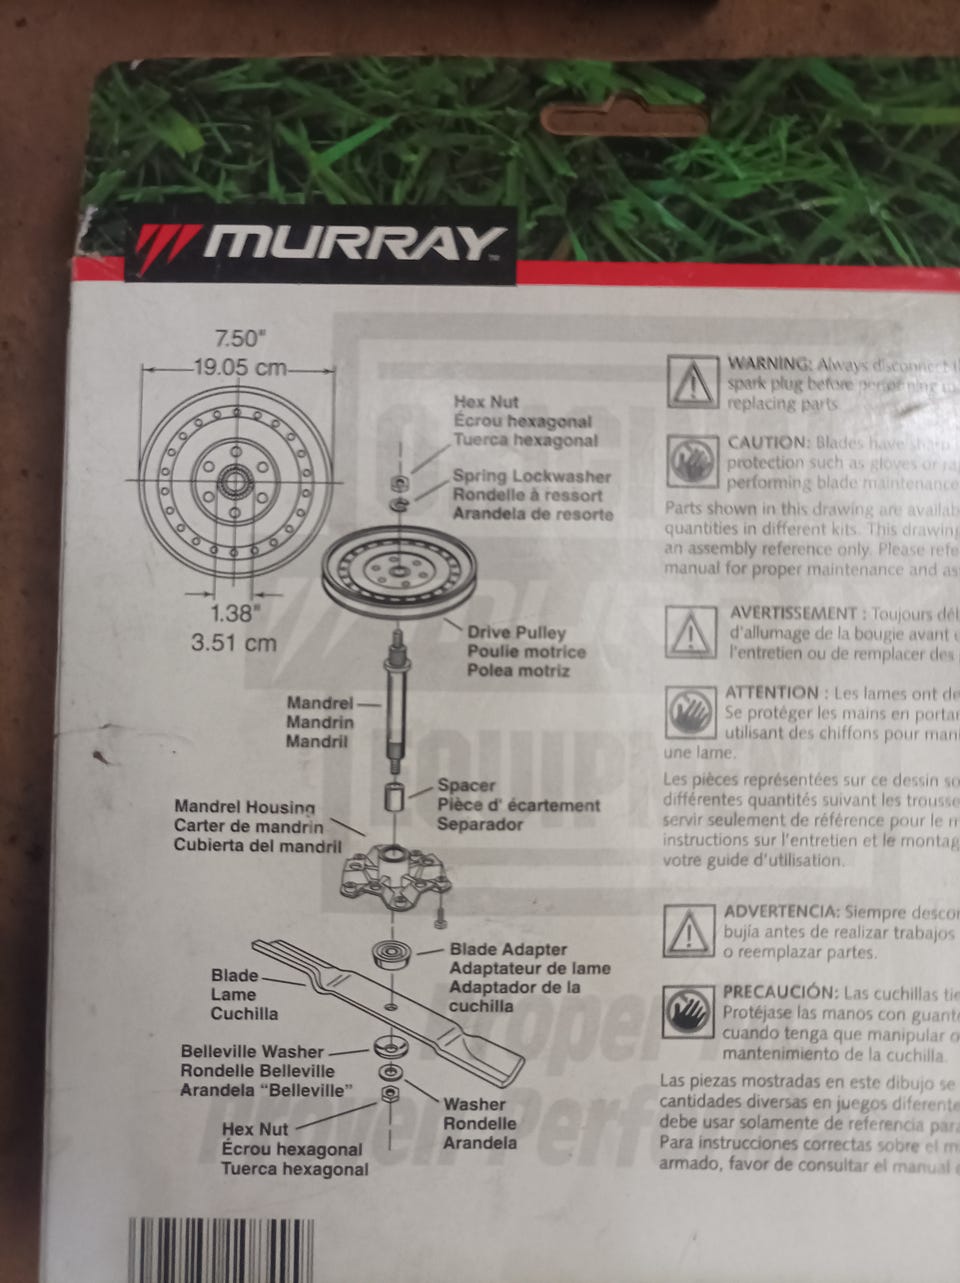 MURRAY™
7.50"
19.05 cm
1.38"
3.51 cm
Hex Nut
Écrou hexagonal
Tuerca hexagonal
Spring Lockwasher
Rondelle à ressort
Arandela de resorte
Drive Pulley
Poulie motrice
Polea motriz
Mandrel
Mandrin
Mandril
Spacer
Pièce d' écartement
Separador
Mandrel Housing
Carter de mandrin
Cubierta del mandril
Blade Adapter
Adaptateur de lame
Adaptador de la
cuchilla
Blade
Lame
Cuchilla
Belleville Washer
Rondelle Belleville
Arandela "Belleville"
Washer
Rondelle
Arandela
Hex Nut
Écrou hexagonal
Tuerca hexagonal
WARNING: Always disconnect
spark plug before performing
replacing parts
CAUTION: Blades have sharp
protection such as gloves or
performing blade maintenance
Parts shown in this drawing are
quantities in different kits. This drawing
an assembly reference only. Please
manual for proper maintenance and
AVERTISSEMENT : Toujours
d'allumage de la bougie avant
l'entretien ou de remplacer des
ATTENTION : Les lames ont
Se protéger les mains en
utilisant des chiffons pour
une lame.
Les pièces représentées sur ce dessin
différentes quantités suivant les
servir seulement de référence pour le
instructions sur l'entretien et le
votre guide d'utilisation.
ADVERTENCIA: Siempre
bujía antes de realizar trabajos
o reemplazar partes.
PRECAUCIÓN: Las cuchillas
Protéjase las manos con
cuando tenga que manipular o
mantenimiento de la cuchilla.
Las piezas mostradas en este dibujo se
cantidades diversas en juegos
debe usar solamente de referencia
Para instrucciones correctas sobre el
armado, favor de consultar el manual